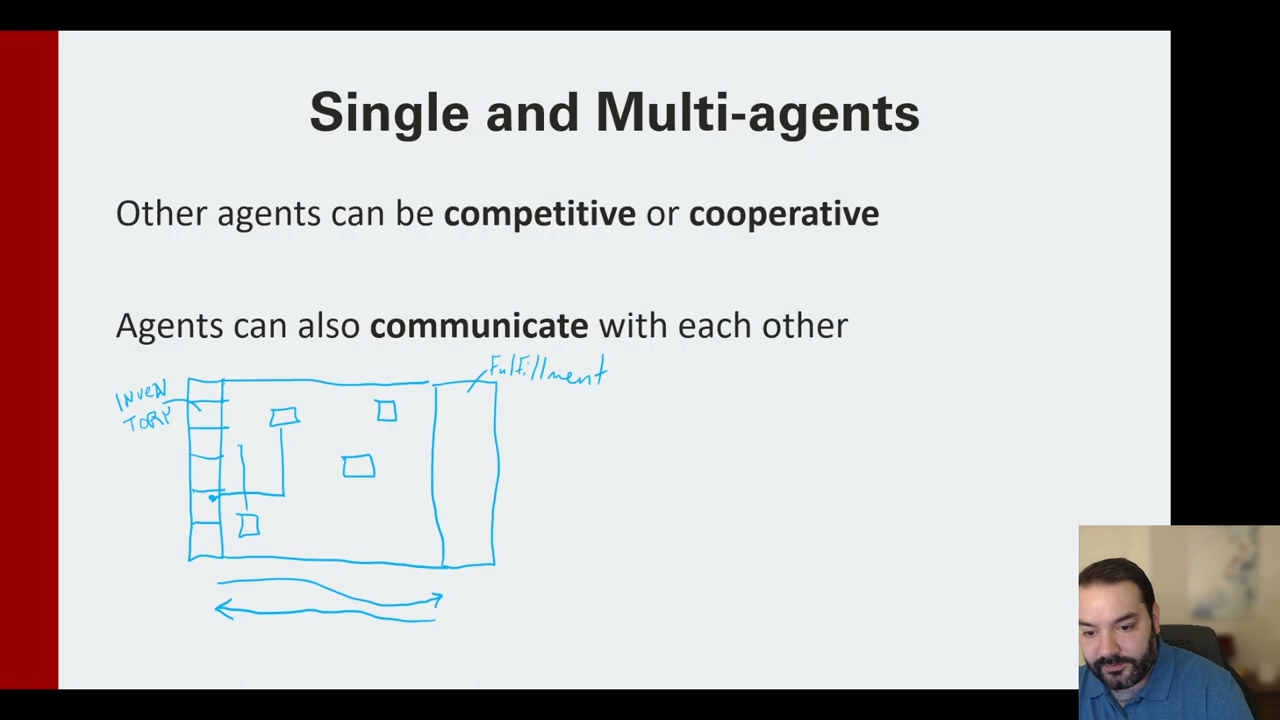 Single and Multi-agents
Other agents can be competitive or cooperative
Agents can also communicate with each other
Fulfillment
INVEN
TORY